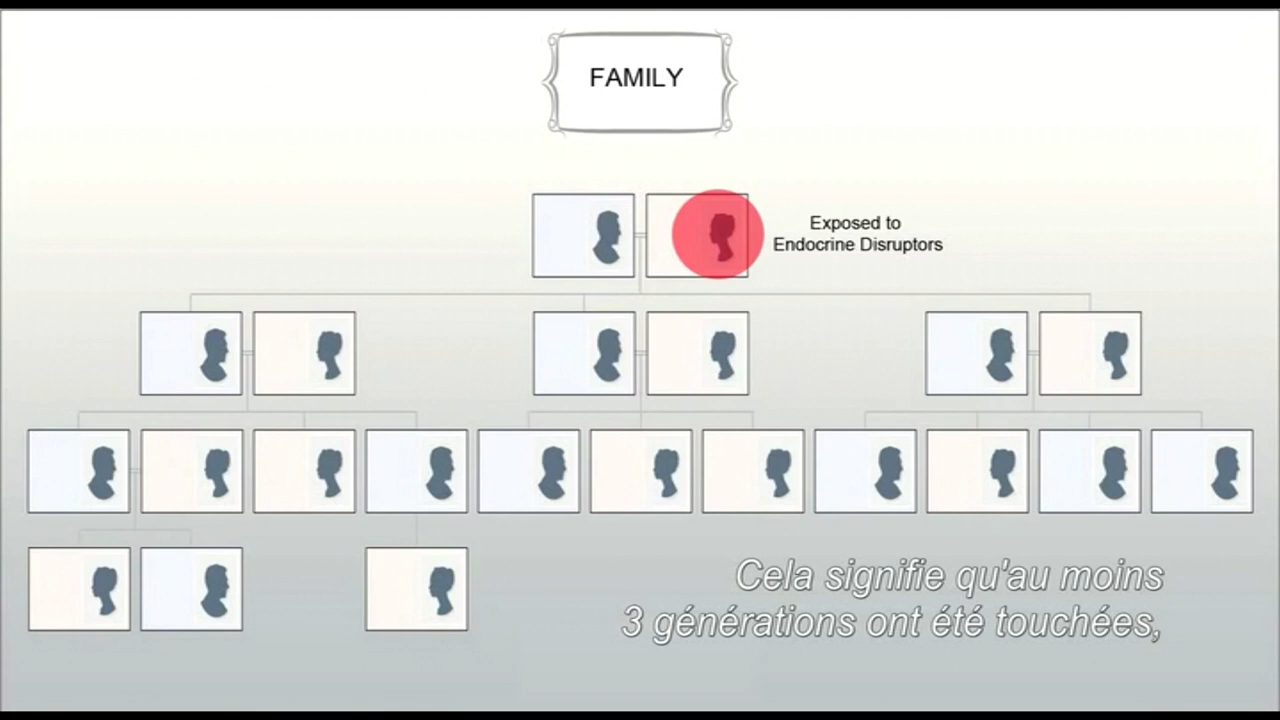 FAMILY
Exposed to
Endocrine Disruptors
Cela signifie qu'au moins
3 générations ont été touchées,